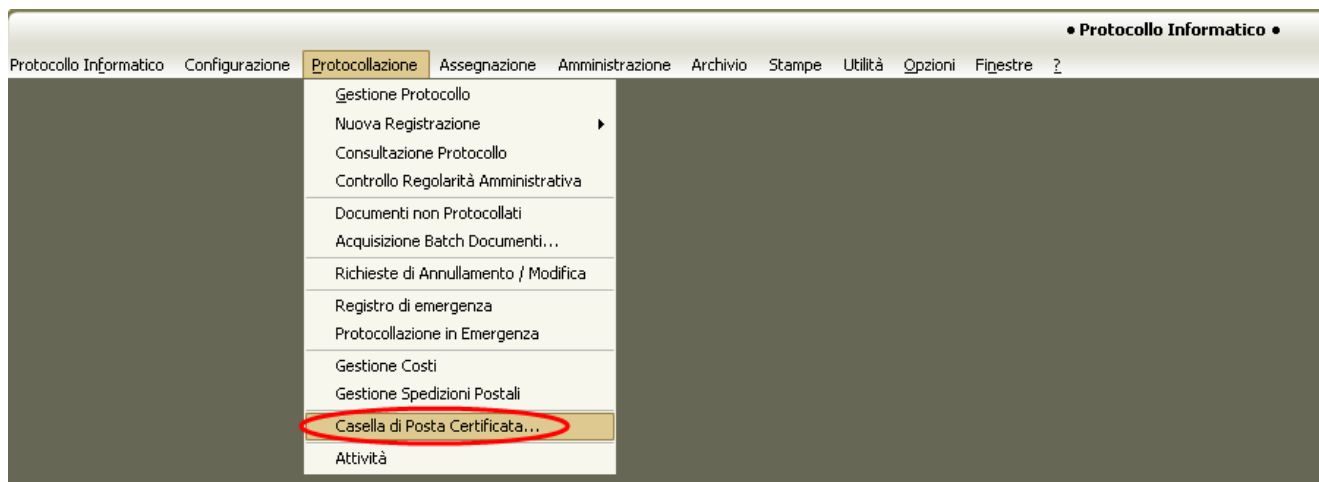 • Protocollo Informatico •
Protocollo Informatico Configurazione Protocollazione Assegnazione Amministrazione Archivio Stampe Utilità Opzioni Finestre ?
Gestione Protocollo
Nuova Registrazione
Consultazione Protocollo
Controllo Regolarità Amministrativa
Documenti non Protocollati
Acquisizione Batch Documenti...
Richieste di Annullamento / Modifica
Registro di emergenza
Protocollazione in Emergenza
Gestione Costi
Gestione Spedizioni Postali
Casella di Posta Certificata...
Attività